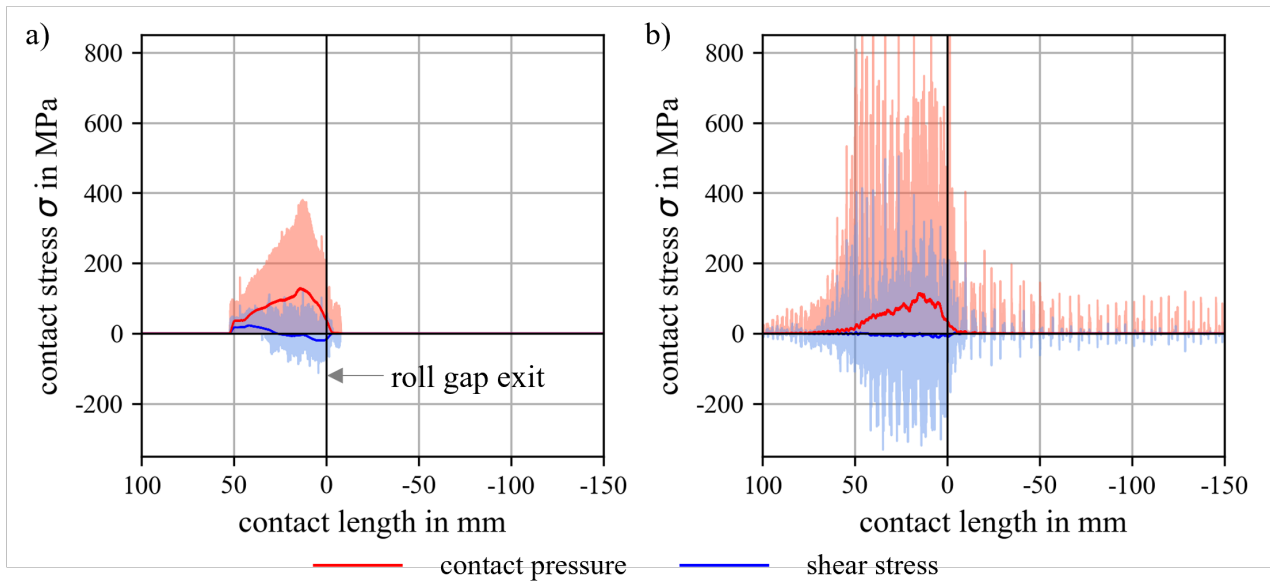 a)
b)
800
600
400
200
0
-200
contact stress σ in MPa
100
50
0
-50
-100
-150
contact length in mm
roll gap exit
800
600
400
200
0
-200
contact stress σ in MPa
100
50
0
-50
-100
-150
contact length in mm
contact pressure
shear stress